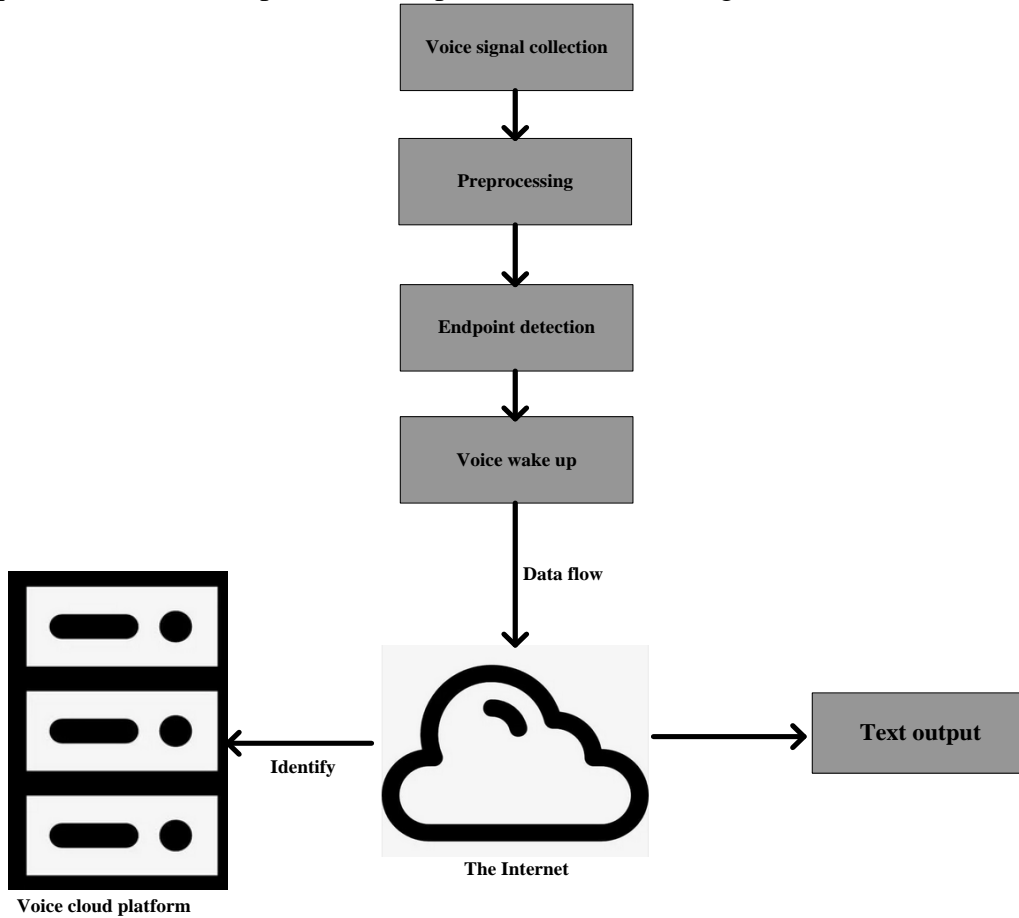 Voice signal collection
Preprocessing
Endpoint detection
Voice wake up
Data flow
Identify
Text output
The Internet
Voice cloud platform